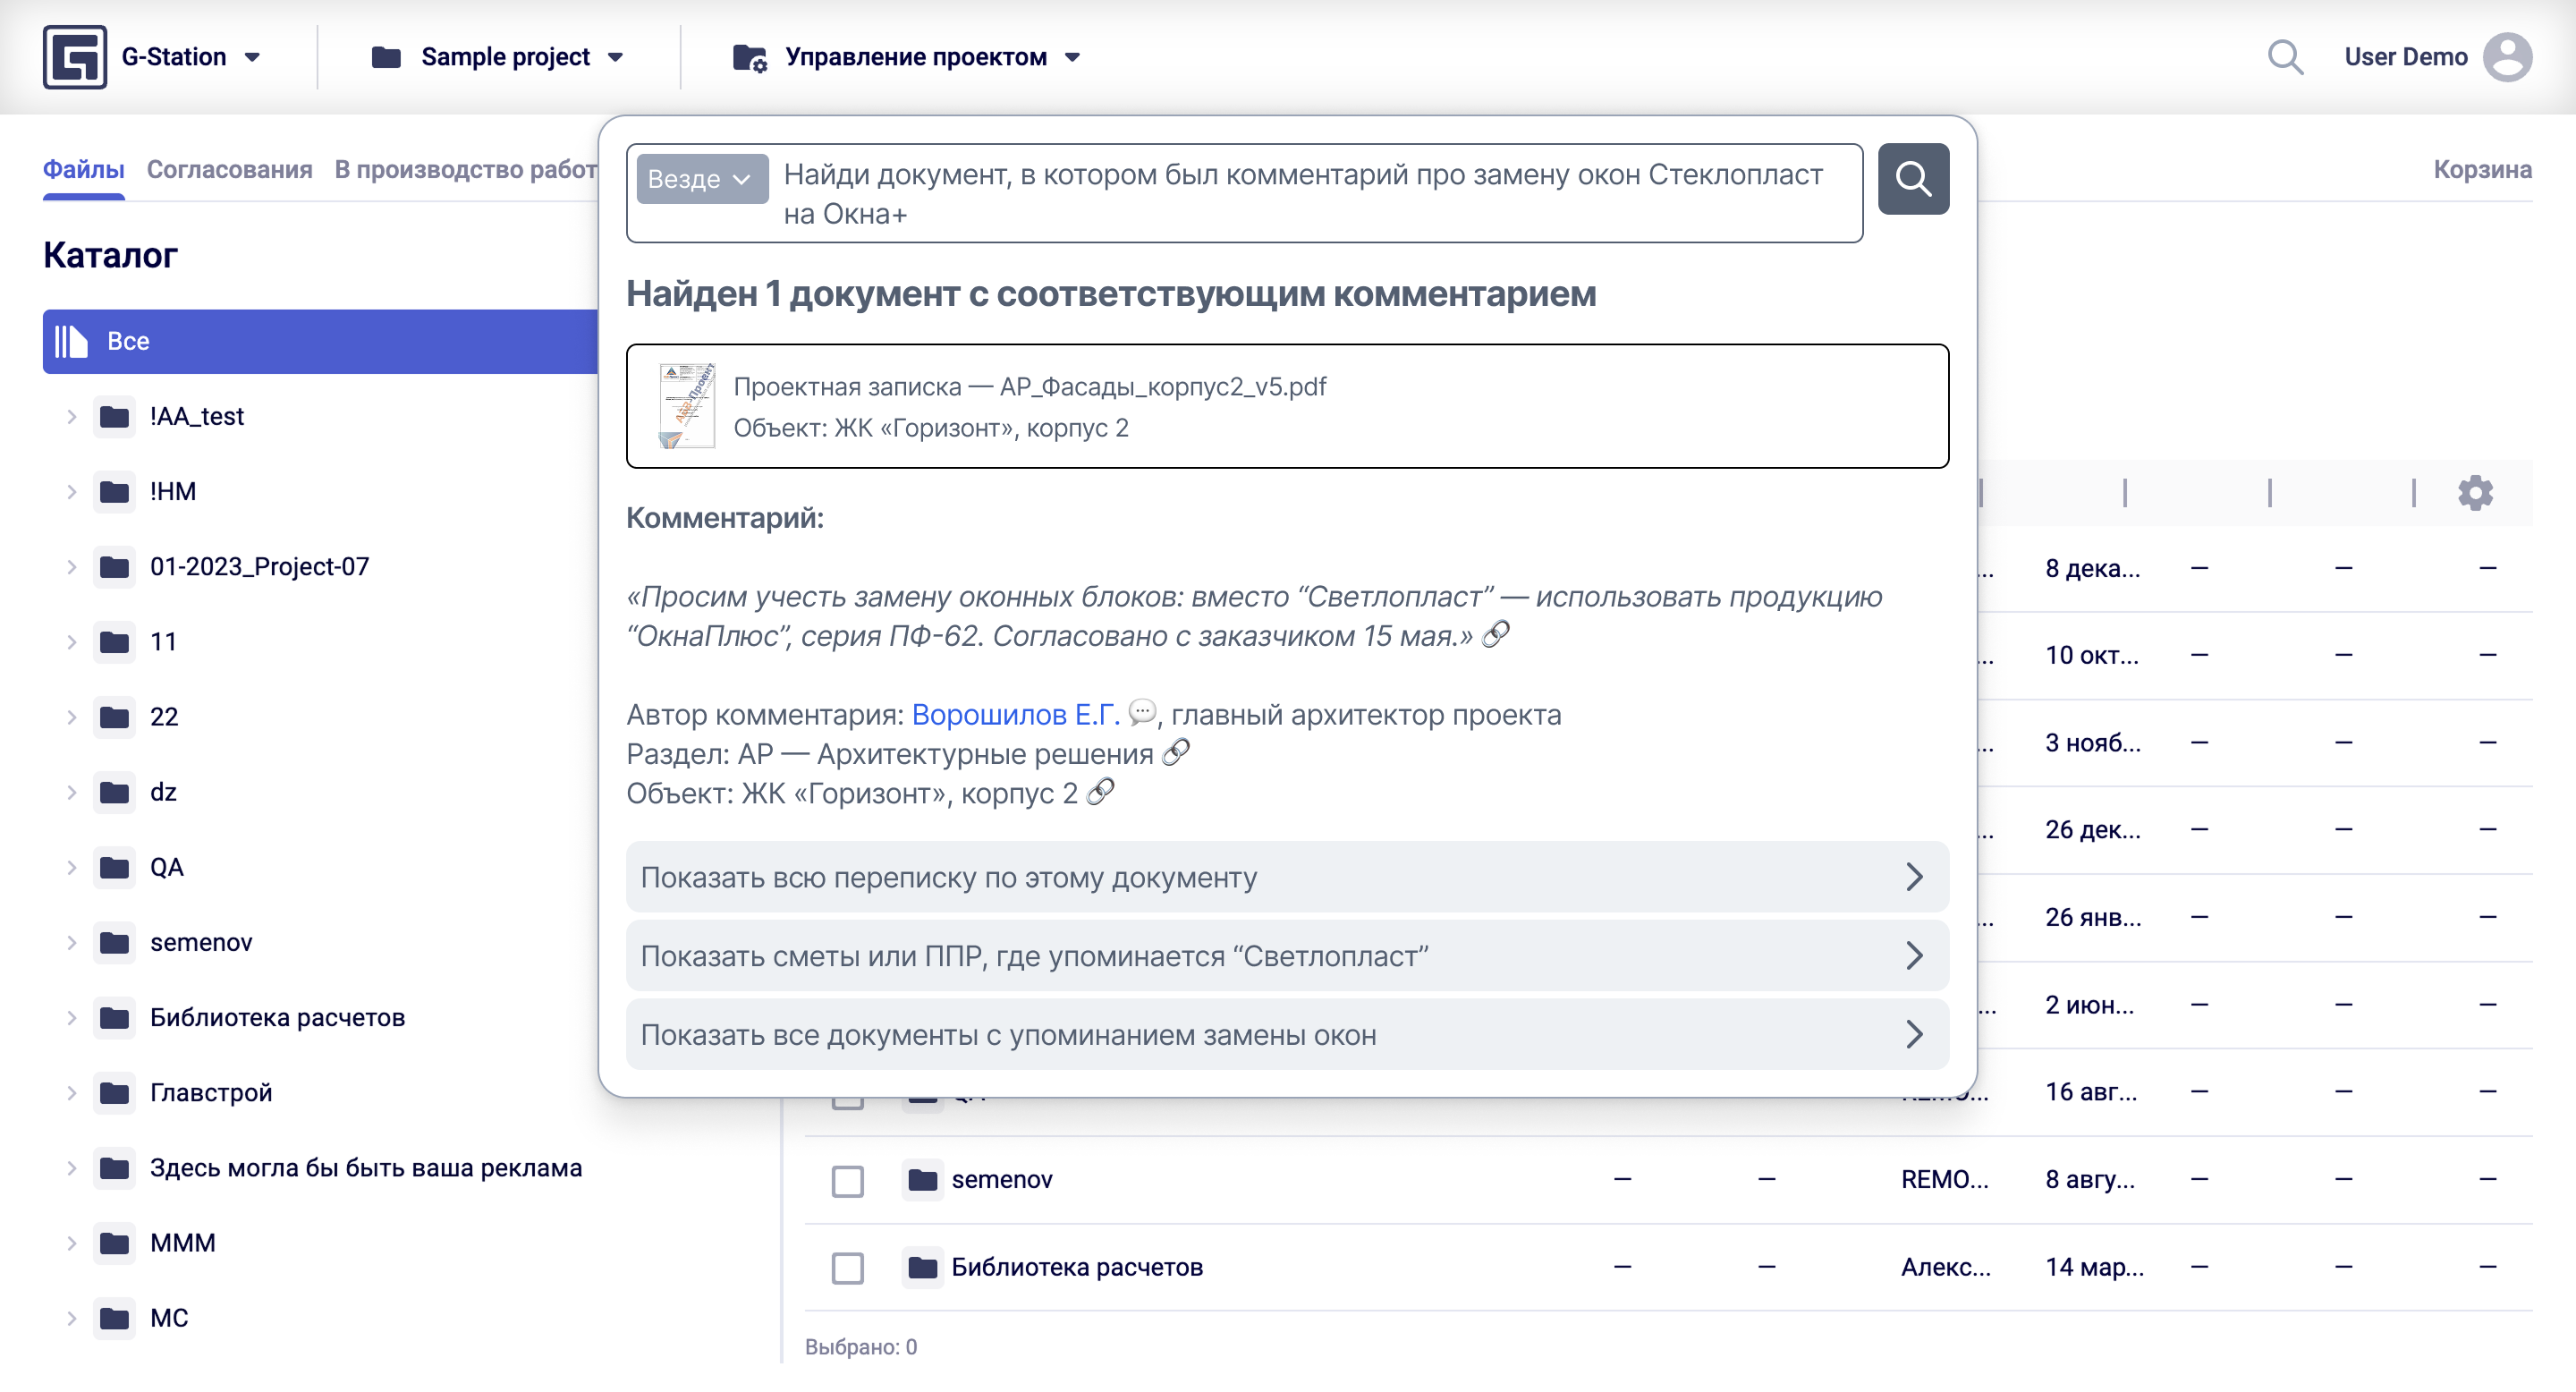 G-Station
Sample project
Управление проектом
User Demo
Файлы
Согласования
В производство работ
Корзина
Каталог
Все
!AA_test
!HM
01-2023_Project-07
11
22
dz
QA
semenov
Библиотека расчетов
Главстрой
Здесь могла бы быть ваша реклама
МММ
МС
Везде
Найди документ, в котором был комментарий про замену окон Стеклопласт
на Окна+
Найден 1 документ с соответствующим комментарием
Проектная записка — АР_Фасады_корпус2_v5.pdf
Объект: ЖК «Горизонт», корпус 2
Комментарий:
«Просим учесть замену оконных блоков: вместо “Светлопласт” — использовать продукцию
“ОкнаПлюс”, серия ПФ-62. Согласовано с заказчиком 15 мая.»
Автор комментария: Ворошилов Е.Г. 💬, главный архитектор проекта
Раздел: АР — Архитектурные решения
Объект: ЖК «Горизонт», корпус 2
Показать всю переписку по этому документу
Показать сметы или ППР, где упоминается “Светлопласт”
Показать все документы с упоминанием замены окон
... 8 дека... — — —
... 10 окт... — — —
... 3 нояб... — — —
... 26 дек... — — —
... 26 янв... — — —
... 2 июн... — — —
16 авг... — — —
semenov — — REMO... 8 авгу... — — —
Библиотека расчетов — — Алекс... 14 мар... — — —
Выбрано: 0